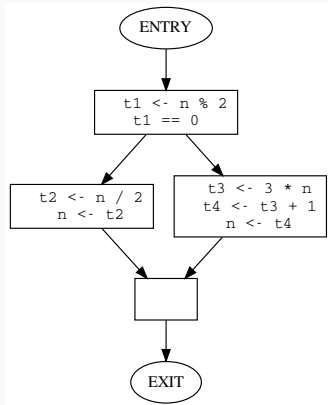 ENTRY
t1 <- n % 2
t1 == 0
t2 <- n / 2
n <- t2
t3 <- 3 * n
t4 <- t3 + 1
n <- t4
EXIT